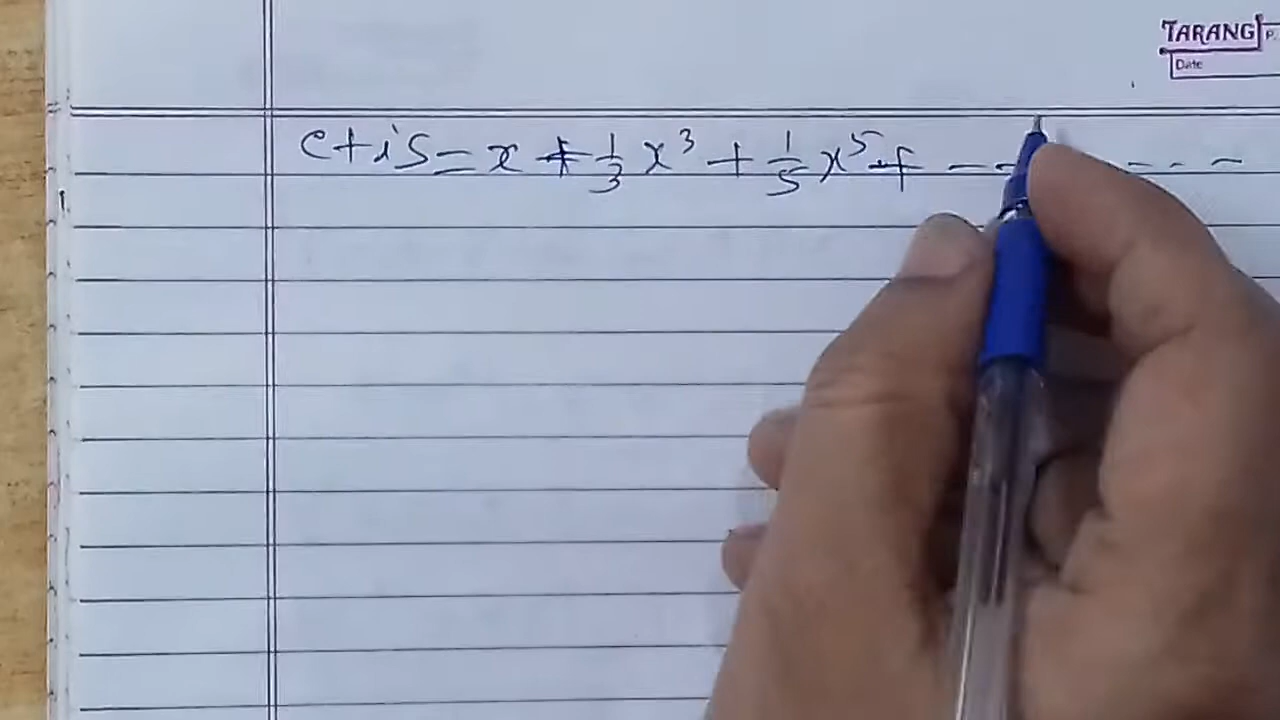 TARANG P.
Date
c+is = x + 1/3 x³ + 1/5 x⁵ + - - - - - -